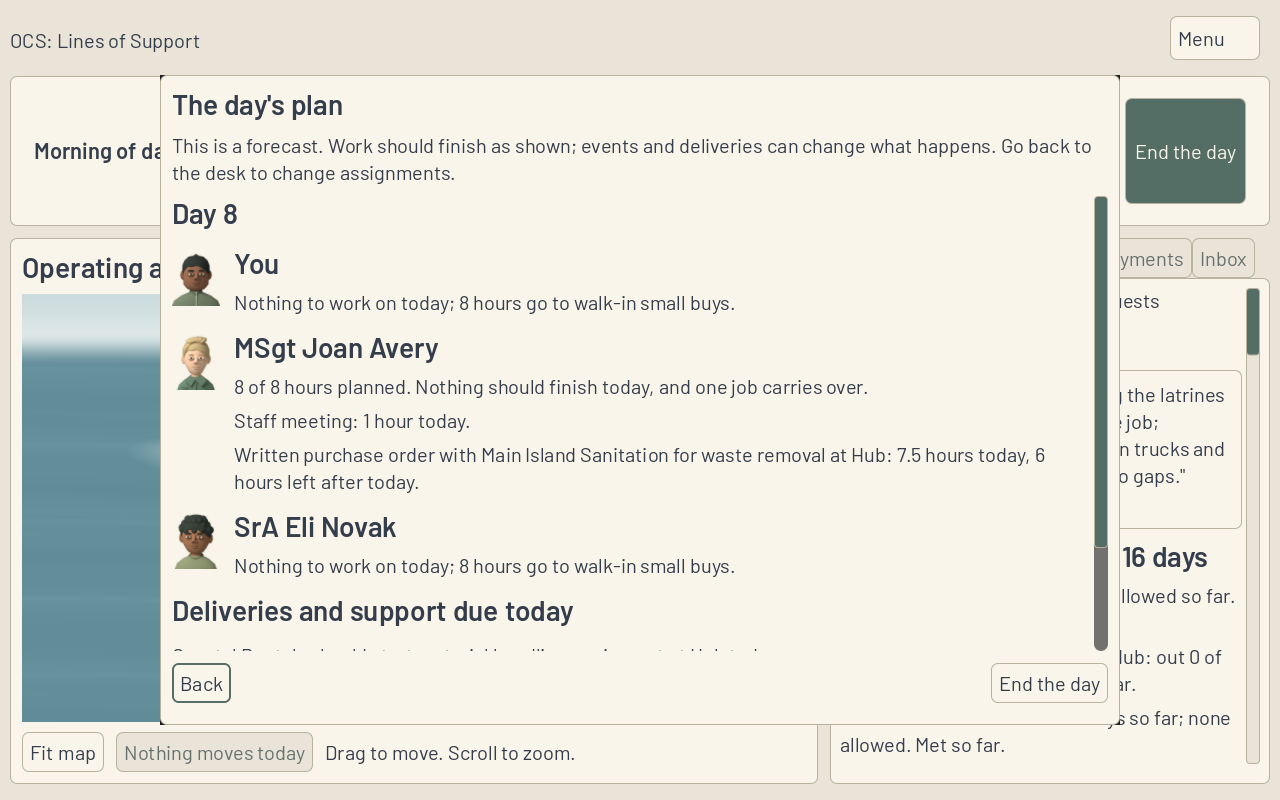 OCS: Lines of Support
Menu
Morning of da
End the day
The day's plan
This is a forecast. Work should finish as shown; events and deliveries can change what happens. Go back to
the desk to change assignments.
Day 8
You
Nothing to work on today; 8 hours go to walk-in small buys.
MSgt Joan Avery
8 of 8 hours planned. Nothing should finish today, and one job carries over.
Staff meeting: 1 hour today.
Written purchase order with Main Island Sanitation for waste removal at Hub: 7.5 hours today, 6
hours left after today.
SrA Eli Novak
Nothing to work on today; 8 hours go to walk-in small buys.
Deliveries and support due today
Back
End the day
Operating a
yments
Inbox
uests
the latrines
job;
n trucks and
o gaps."
16 days
llowed so far.
Hub: out 0 of
ar.
so far; none
allowed. Met so far.
Fit map
Nothing moves today
Drag to move. Scroll to zoom.